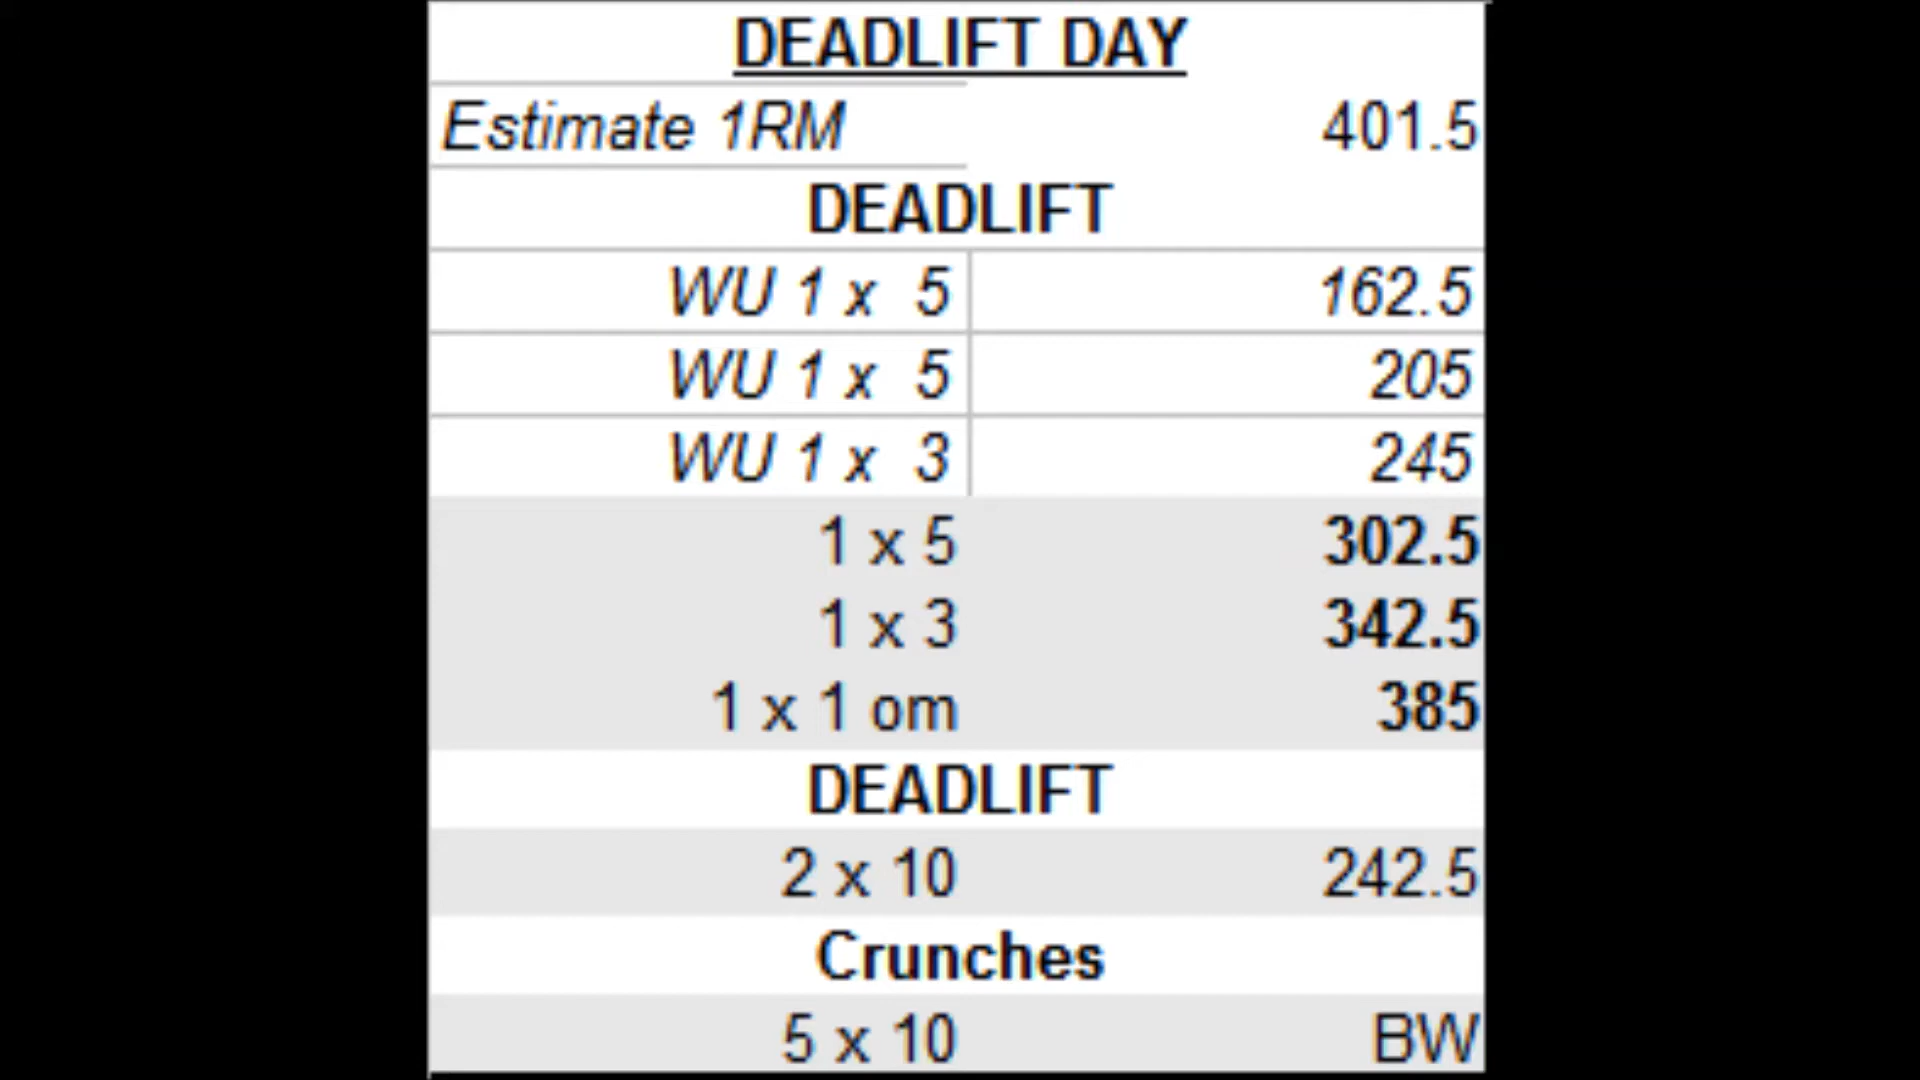 DEADLIFT DAY
Estimate 1RM 401.5
DEADLIFT
WU 1 x 5 162.5
WU 1 x 5 205
WU 1 x 3 245
1 x 5 302.5
1 x 3 342.5
1 x 1 om 385
DEADLIFT
2 x 10 242.5
Crunches
5 x 10 BW